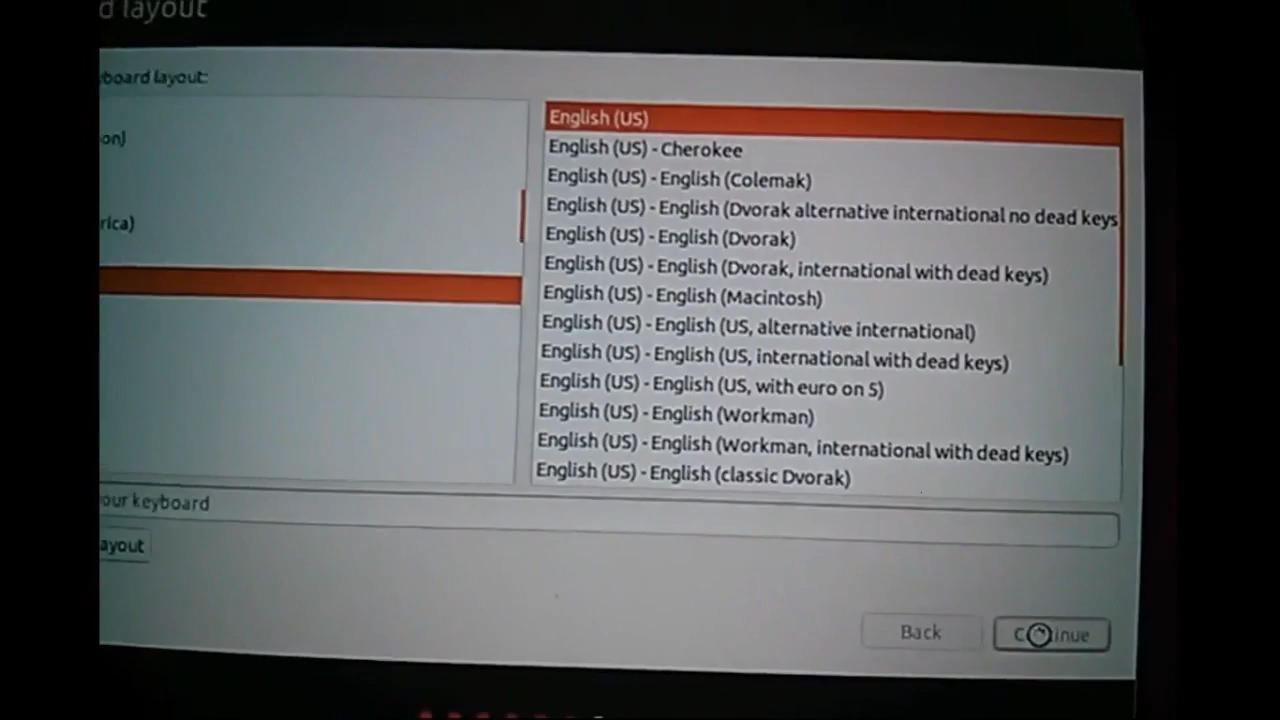 d layout
board layout:
on)
rica)
English (US)
English (US) - Cherokee
English (US) - English (Colemak)
English (US) - English (Dvorak alternative international no dead keys
English (US) - English (Dvorak)
English (US) - English (Dvorak, international with dead keys)
English (US) - English (Macintosh)
English (US) - English (US, alternative international)
English (US) - English (US, international with dead keys)
English (US) - English (US, with euro on 5)
English (US) - English (Workman)
English (US) - English (Workman, international with dead keys)
English (US) - English (classic Dvorak)
our keyboard
ayout
Back
Continue